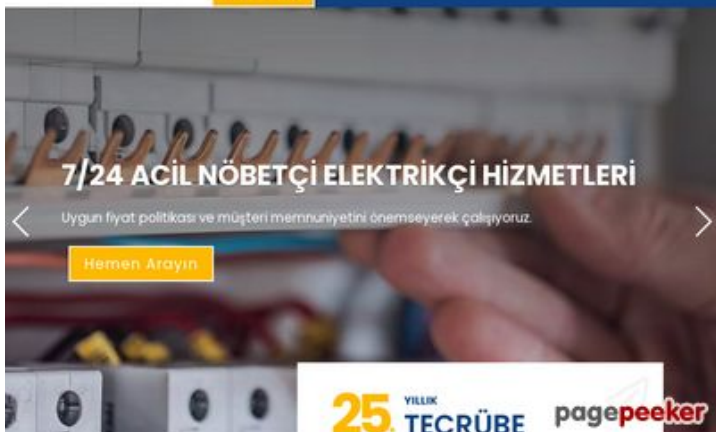 7/24 ACİL NÖBETÇİ ELEKTRİKÇİ HİZMETLERİ
Uygun fiyat politikası ve müşteri memnuniyetini önemseyerek çalışıyoruz.
Hemen Arayın
25. YILLIK
TECRÜBE
pagepeeker